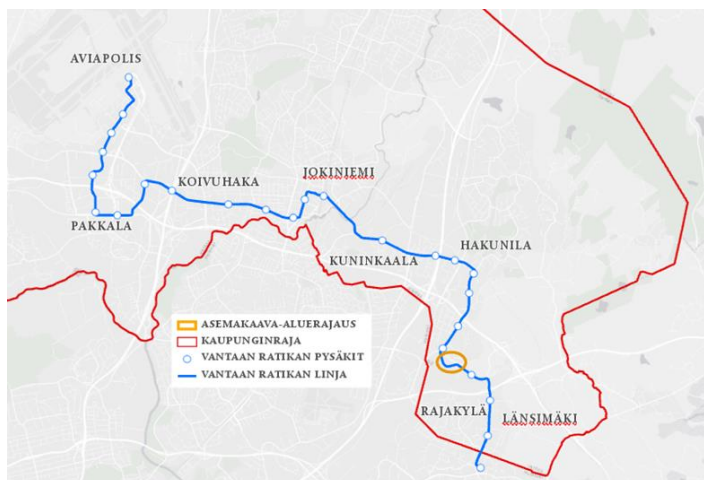 AVIAPOLIS
KOIVUHAKA
JOKINIEMI
PAKKALA
KUNINKAALA
HAKUNILA
ASEMAKAAVA-ALUERAJAUS
KAUPUNGINRAJA
VANTAAN RATIKAN PYSÄKIT
VANTAAN RATIKAN LINJA
RAJAKYLÄ
LÄNSIMÄKI